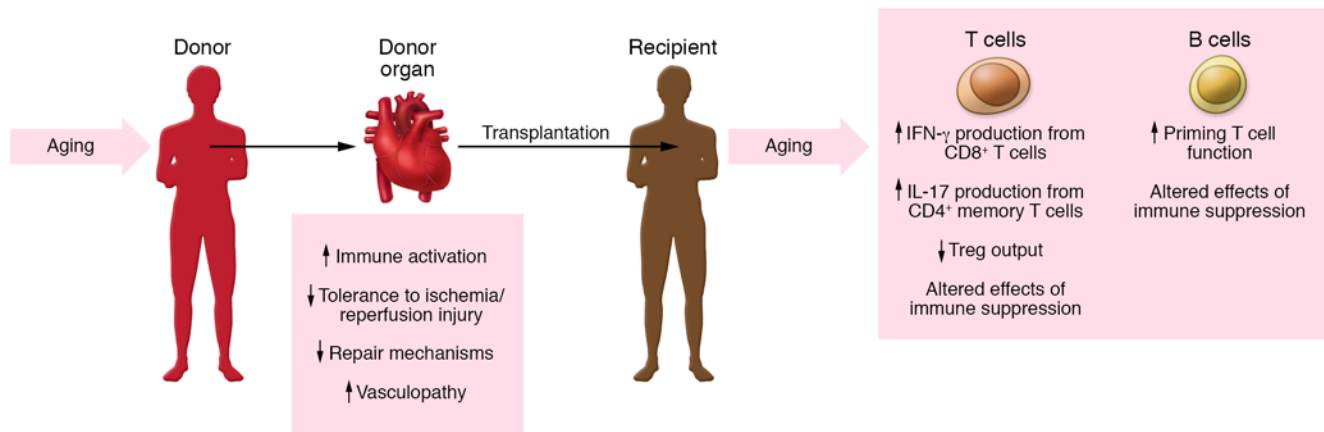 Aging
Donor
Donor
organ
↑ Immune activation
↓ Tolerance to ischemia/
reperfusion injury
↓ Repair mechanisms
↑ Vasculopathy
Transplantation
Recipient
Aging
T cells
↑ IFN-γ production from
CD8⁺ T cells
↑ IL-17 production from
CD4⁺ memory T cells
↓ Treg output
Altered effects of
immune suppression
B cells
↑ Priming T cell
function
Altered effects of
immune suppression